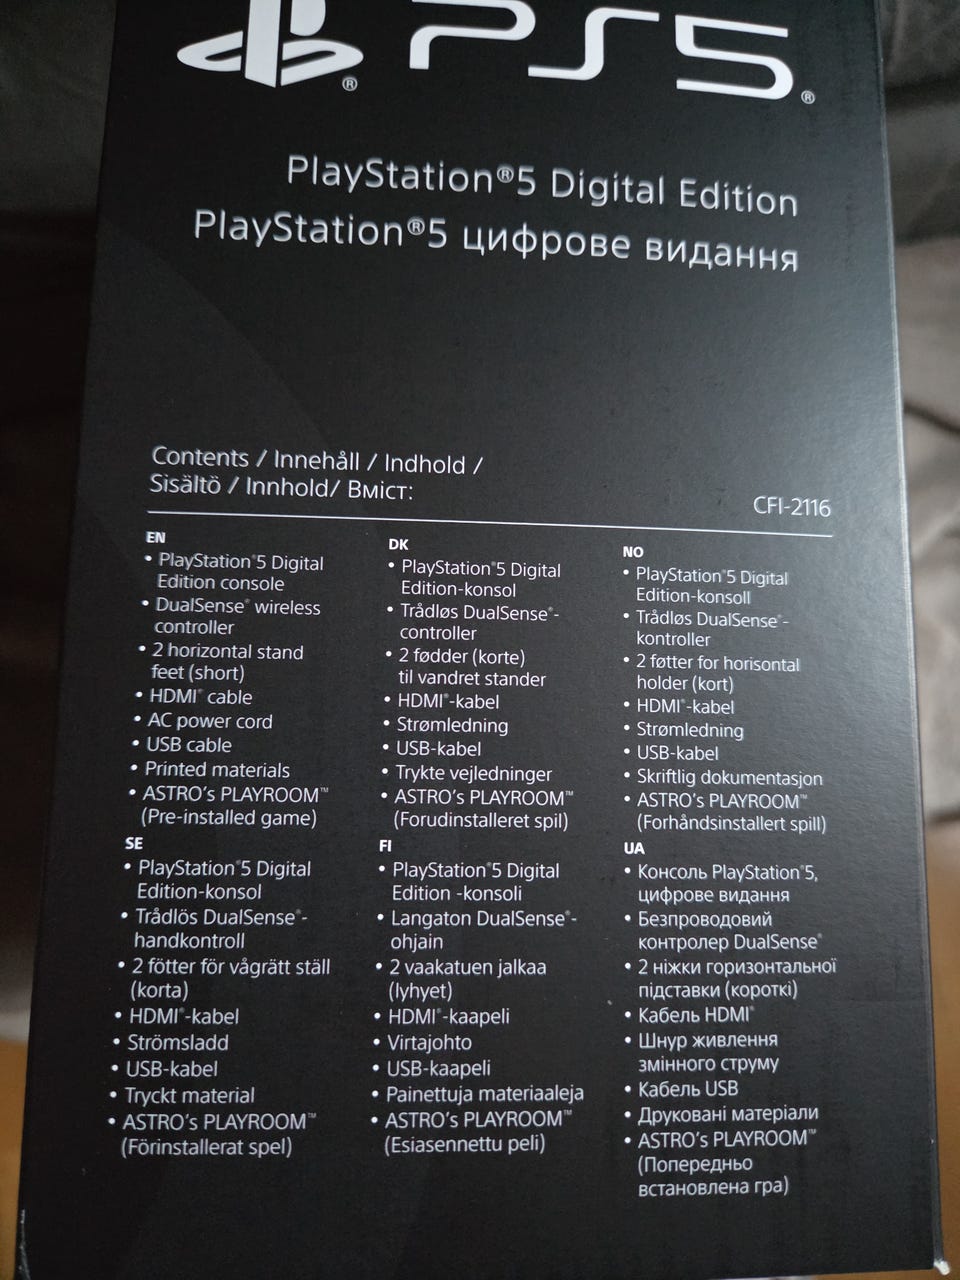 PS5®
PlayStation®5 Digital Edition
PlayStation®5 цифрове видання
Contents / Innehåll / Indhold /
Sisältö / Innhold/ Вміст:
CFI-2116
EN
• PlayStation®5 Digital
Edition console
• DualSense® wireless
controller
• 2 horizontal stand
feet (short)
• HDMI® cable
• AC power cord
• USB cable
• Printed materials
• ASTRO's PLAYROOM™
(Pre-installed game)
DK
• PlayStation®5 Digital
Edition-konsol
• Trådløs DualSense®-
controller
• 2 fødder (korte)
til vandret stander
• HDMI®-kabel
• Strømledning
• USB-kabel
• Trykte vejledninger
• ASTRO's PLAYROOM™
(Forudinstalleret spil)
NO
• PlayStation®5 Digital
Edition-konsoll
• Trådløs DualSense®-
kontroller
• 2 føtter for horisontal
holder (kort)
• HDMI®-kabel
• Strømledning
• USB-kabel
• Skriftlig dokumentasjon
• ASTRO's PLAYROOM™
(Forhåndsinstallert spill)
SE
• PlayStation®5 Digital
Edition-konsol
• Trådlös DualSense®-
handkontroll
• 2 fötter för vågrätt ställ
(korta)
• HDMI®-kabel
• Strömsladd
• USB-kabel
• Tryckt material
• ASTRO's PLAYROOM™
(Förinstallerat spel)
FI
• PlayStation®5 Digital
Edition -konsoli
• Langaton DualSense®-
ohjain
• 2 vaakatuen jalkaa
(lyhyet)
• HDMI®-kaapeli
• Virtajohto
• USB-kaapeli
• Painettuja materiaaleja
• ASTRO's PLAYROOM™
(Esiasennettu peli)
UA
• Консоль PlayStation®5,
цифрове видання
• Безпроводовий
контролер DualSense®
• 2 ніжки горизонтальної
підставки (короткі)
• Кабель HDMI®
• Шнур живлення
змінного струму
• Кабель USB
• Друковані матеріали
• ASTRO's PLAYROOM™
(Попередньо
встановлена гра)